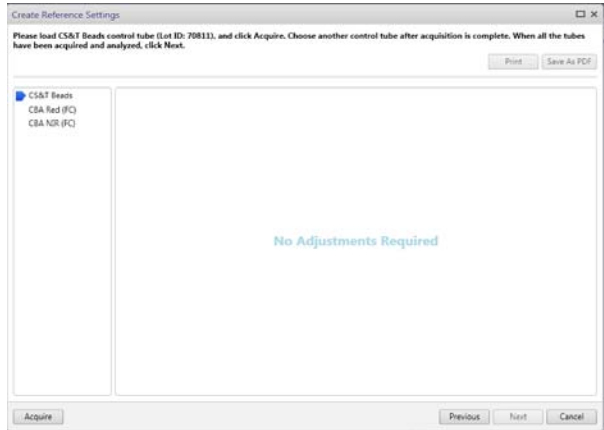 Create Reference Settings
Please load CS&T Beads control tube (Lot ID: 70811), and click Acquire. Choose another control tube after acquisition is complete. When all the tubes
have been acquired and analyzed, click Next.
Print
Save As PDF
CS&T Beads
CBA Red (FC)
CBA NIR (FC)
No Adjustments Required
Acquire
Previous
Next
Cancel